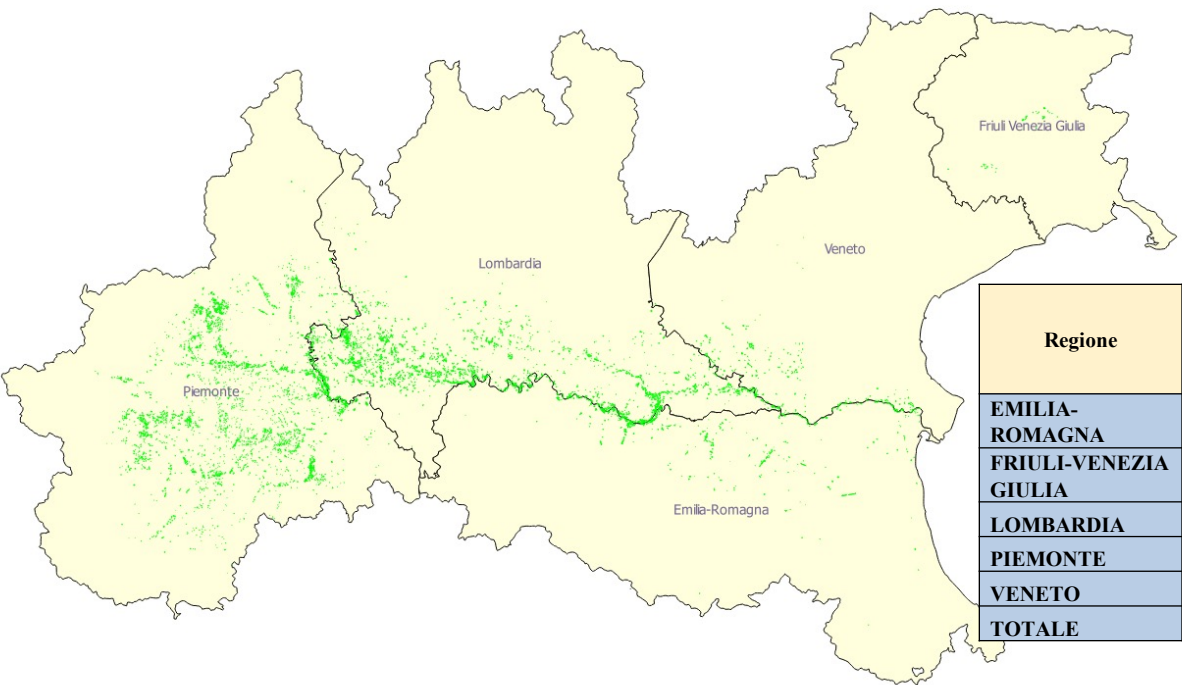 Friuli Venezia Giulia
Veneto
Lombardia
Piemonte
Emilia-Romagna
Regione
EMILIA-
ROMAGNA
FRIULI-VENEZIA
GIULIA
LOMBARDIA
PIEMONTE
VENETO
TOTALE